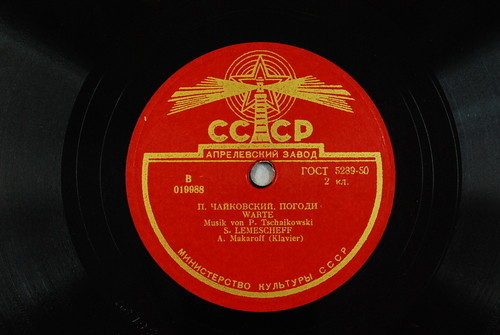 СССР
АПРЕЛЕВСКИЙ ЗАВОД
В
019988
ГОСТ 5289-50
2 кл.
П. ЧАЙКОВСКИЙ, ПОГОДИ -
WARTE
Musik von P. Tschaikowski
S. LEMESCHEFF
A. Makaroff (Klavier)
МИНИСТЕРСТВО КУЛЬТУРЫ СССР